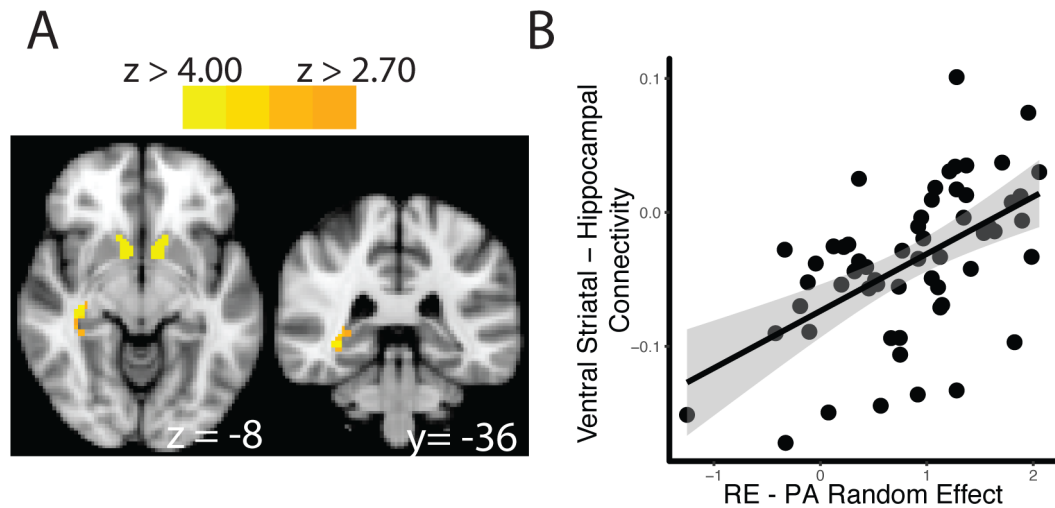 A
z > 4.00 z > 2.70
z = -8
y= -36
B
Ventral Striatal – Hippocampal
Connectivity
0.1
0.0
−0.1
−1 0 1 2
RE - PA Random Effect